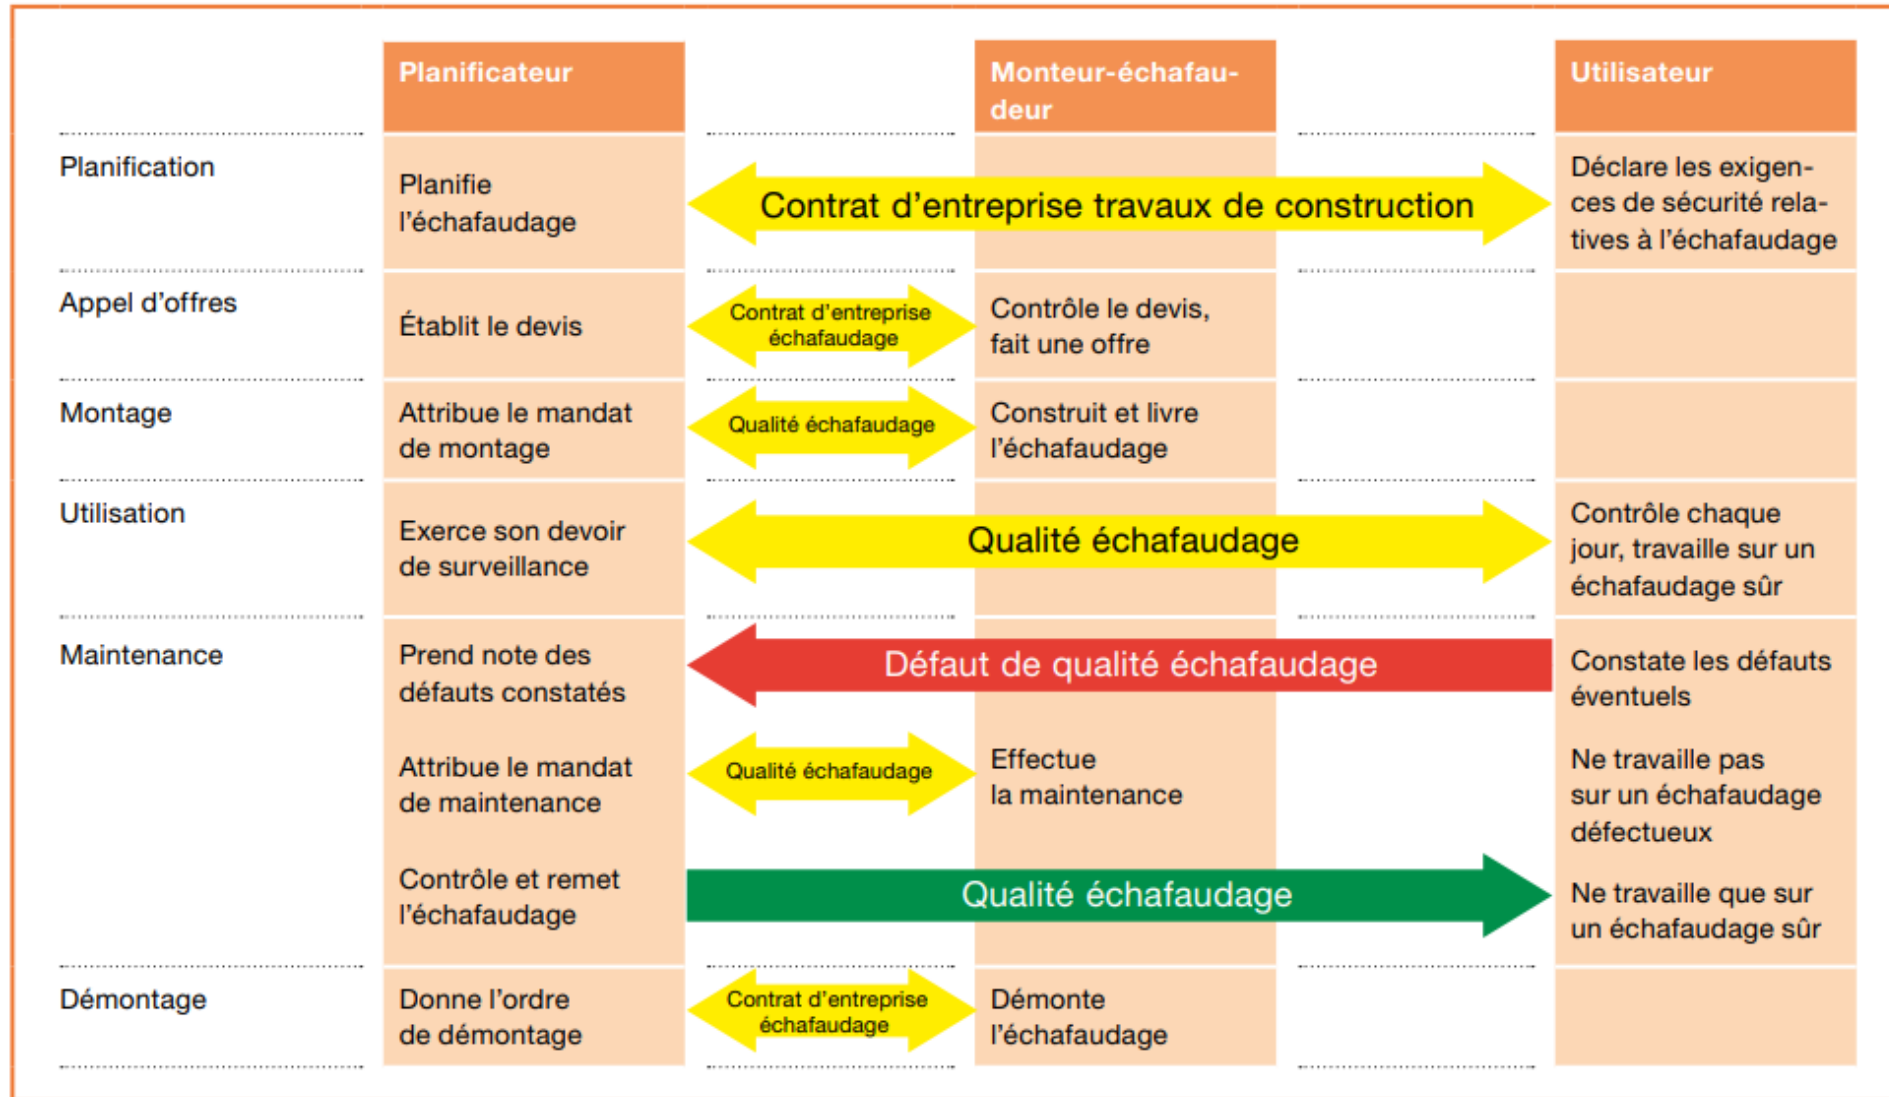 Planificateur
Monteur-échafau-
deur
Utilisateur
Planification
Planifie
l’échafaudage
Contrat d’entreprise travaux de construction
Déclare les exigen-
ces de sécurité rela-
tives à l’échafaudage
Appel d’offres
Établit le devis
Contrat d’entreprise
échafaudage
Contrôle le devis,
fait une offre
Montage
Attribue le mandat
de montage
Qualité échafaudage
Construit et livre
l’échafaudage
Utilisation
Exerce son devoir
de surveillance
Qualité échafaudage
Contrôle chaque
jour, travaille sur un
échafaudage sûr
Maintenance
Prend note des
défauts constatés
Défaut de qualité échafaudage
Constate les défauts
éventuels
Attribue le mandat
de maintenance
Qualité échafaudage
Effectue
la maintenance
Ne travaille pas
sur un échafaudage
défectueux
Contrôle et remet
l’échafaudage
Qualité échafaudage
Ne travaille que sur
un échafaudage sûr
Démontage
Donne l’ordre
de démontage
Contrat d’entreprise
échafaudage
Démonte
l’échafaudage